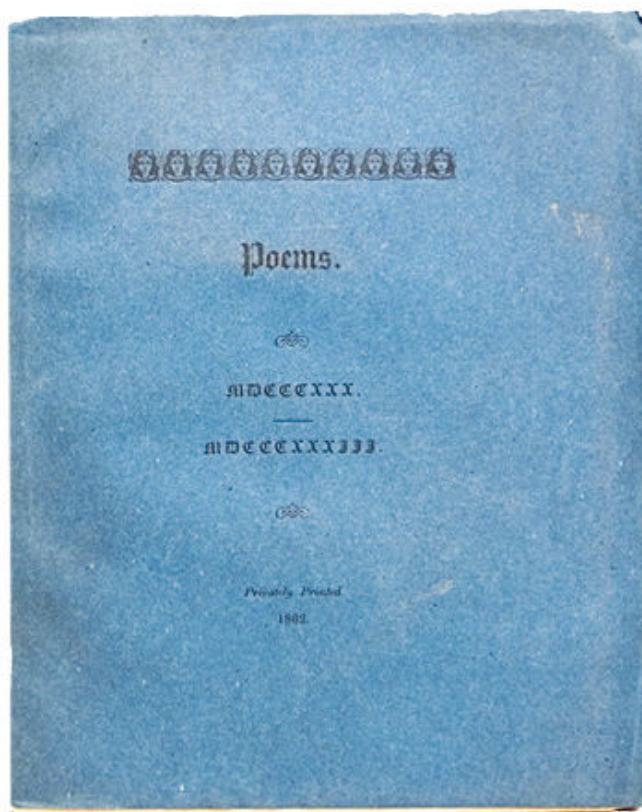 Poems.
MDCCCXXX.
MDCCCXXXIII.
Privately Printed
1862.